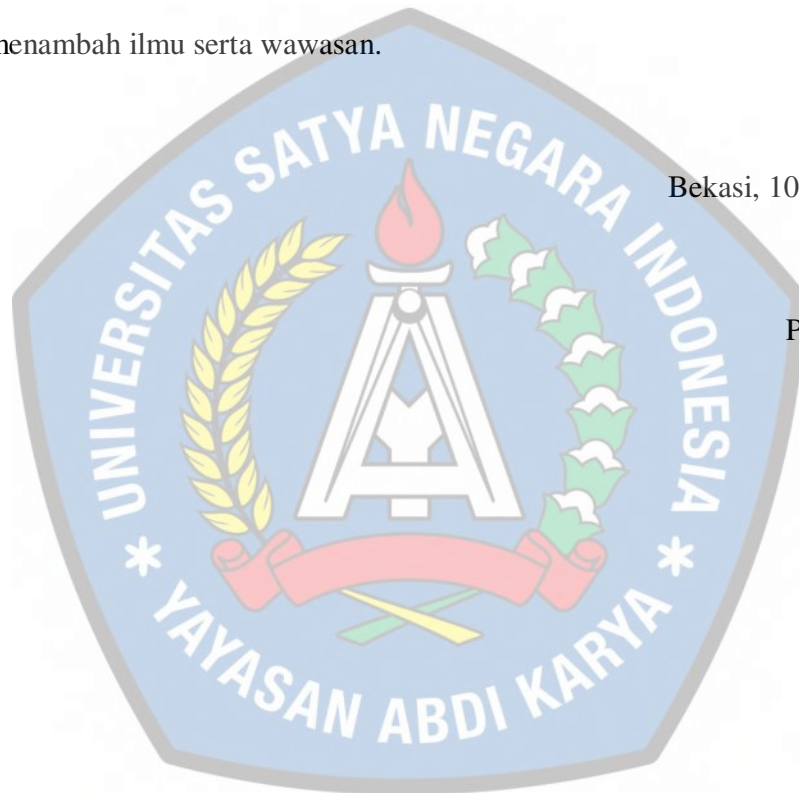 menambah ilmu serta wawasan.
UNIVERSITAS SATYA NEGARA INDONESIA
Bekasi, 10
P
* YAYASAN ABDI KARYA *